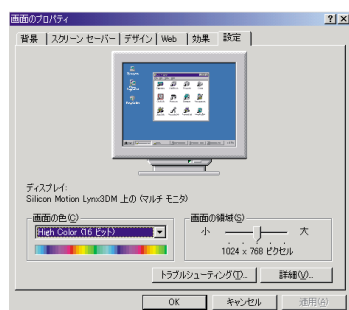 画面のプロパティ
背景 スクリーン セーバー デザイン Web 効果 設定
ディスプレイ:
Silicon Motion Lynx3DM 上の (マルチ モニタ)
画面の色(C)
High Color (16 ビット)
画面の領域(S)
小 大
1024 x 768 ピクセル
トラブルシューティング(T)... 詳細(V)...
OK キャンセル 適用(A)